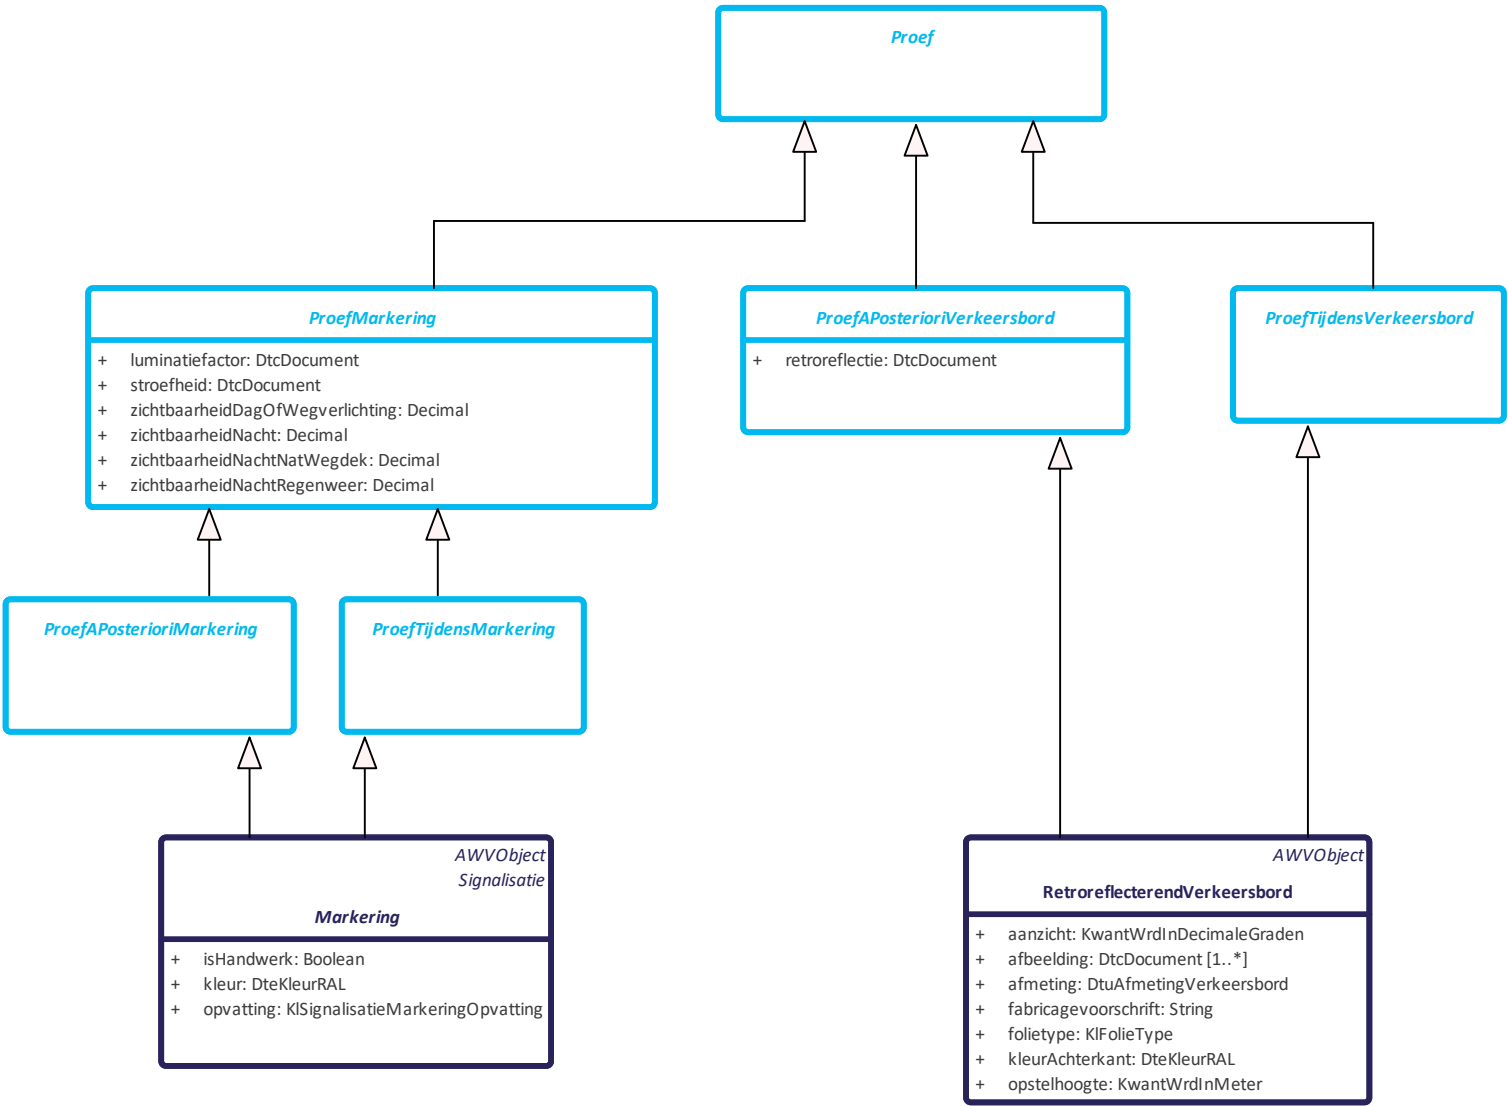 Proef
ProefMarkering
+ luminatiefactor: DtcDocument
+ stroefheid: DtcDocument
+ zichtbaarheidDagOfWegverlichting: Decimal
+ zichtbaarheidNacht: Decimal
+ zichtbaarheidNachtNatWegdek: Decimal
+ zichtbaarheidNachtRegenweer: Decimal
ProefAPosterioriVerkeersbord
+ retroreflectie: DtcDocument
ProefTijdensVerkeersbord
ProefAPosterioriMarkering
ProefTijdensMarkering
AWVObject
Signalisatie
Markering
+ isHandwerk: Boolean
+ kleur: DteKleurRAL
+ opvatting: KlSignalisatieMarkeringOpvatting
AWVObject
RetroreflecterendVerkeersbord
+ aanzicht: KwantWrdInDecimaleGraden
+ afbeelding: DtcDocument [1..*]
+ afmeting: DtuAfmetingVerkeersbord
+ fabricagevoorschrift: String
+ folietype: KlFolieType
+ kleurAchterkant: DteKleurRAL
+ opstelhoogte: KwantWrdInMeter